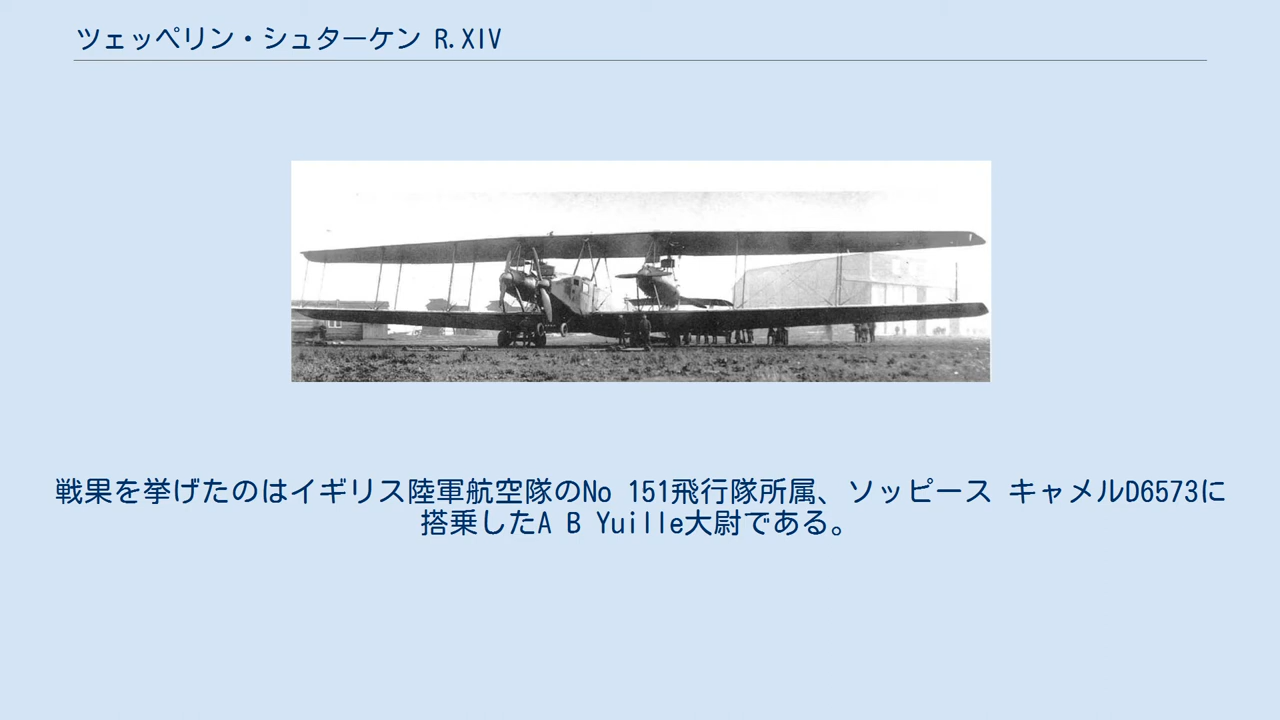 ツェッペリン・シュターケン R.XIV
戦果を挙げたのはイギリス陸軍航空隊のNo 151飛行隊所属、ソッピース キャメルD6573に
搭乗したA B Yuille大尉である。